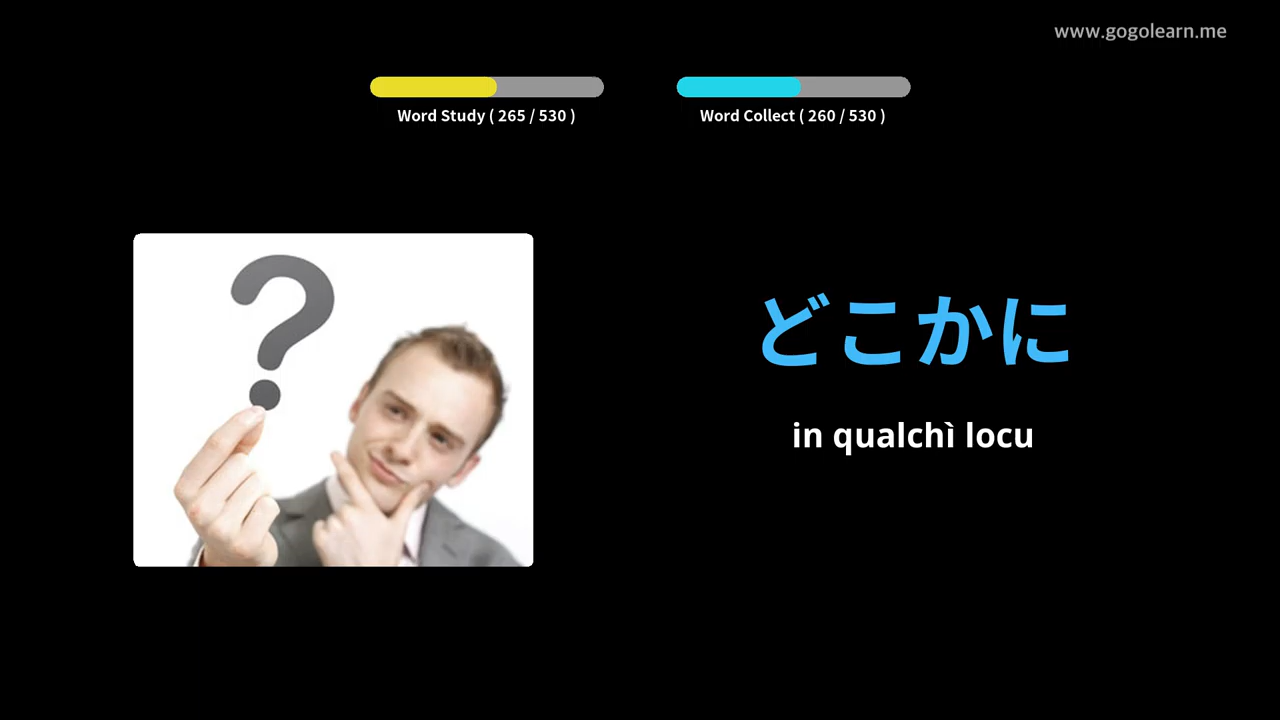 www.gogolearn.me
Word Study ( 265 / 530 )
Word Collect ( 260 / 530 )
どこかに
in qualchì locu